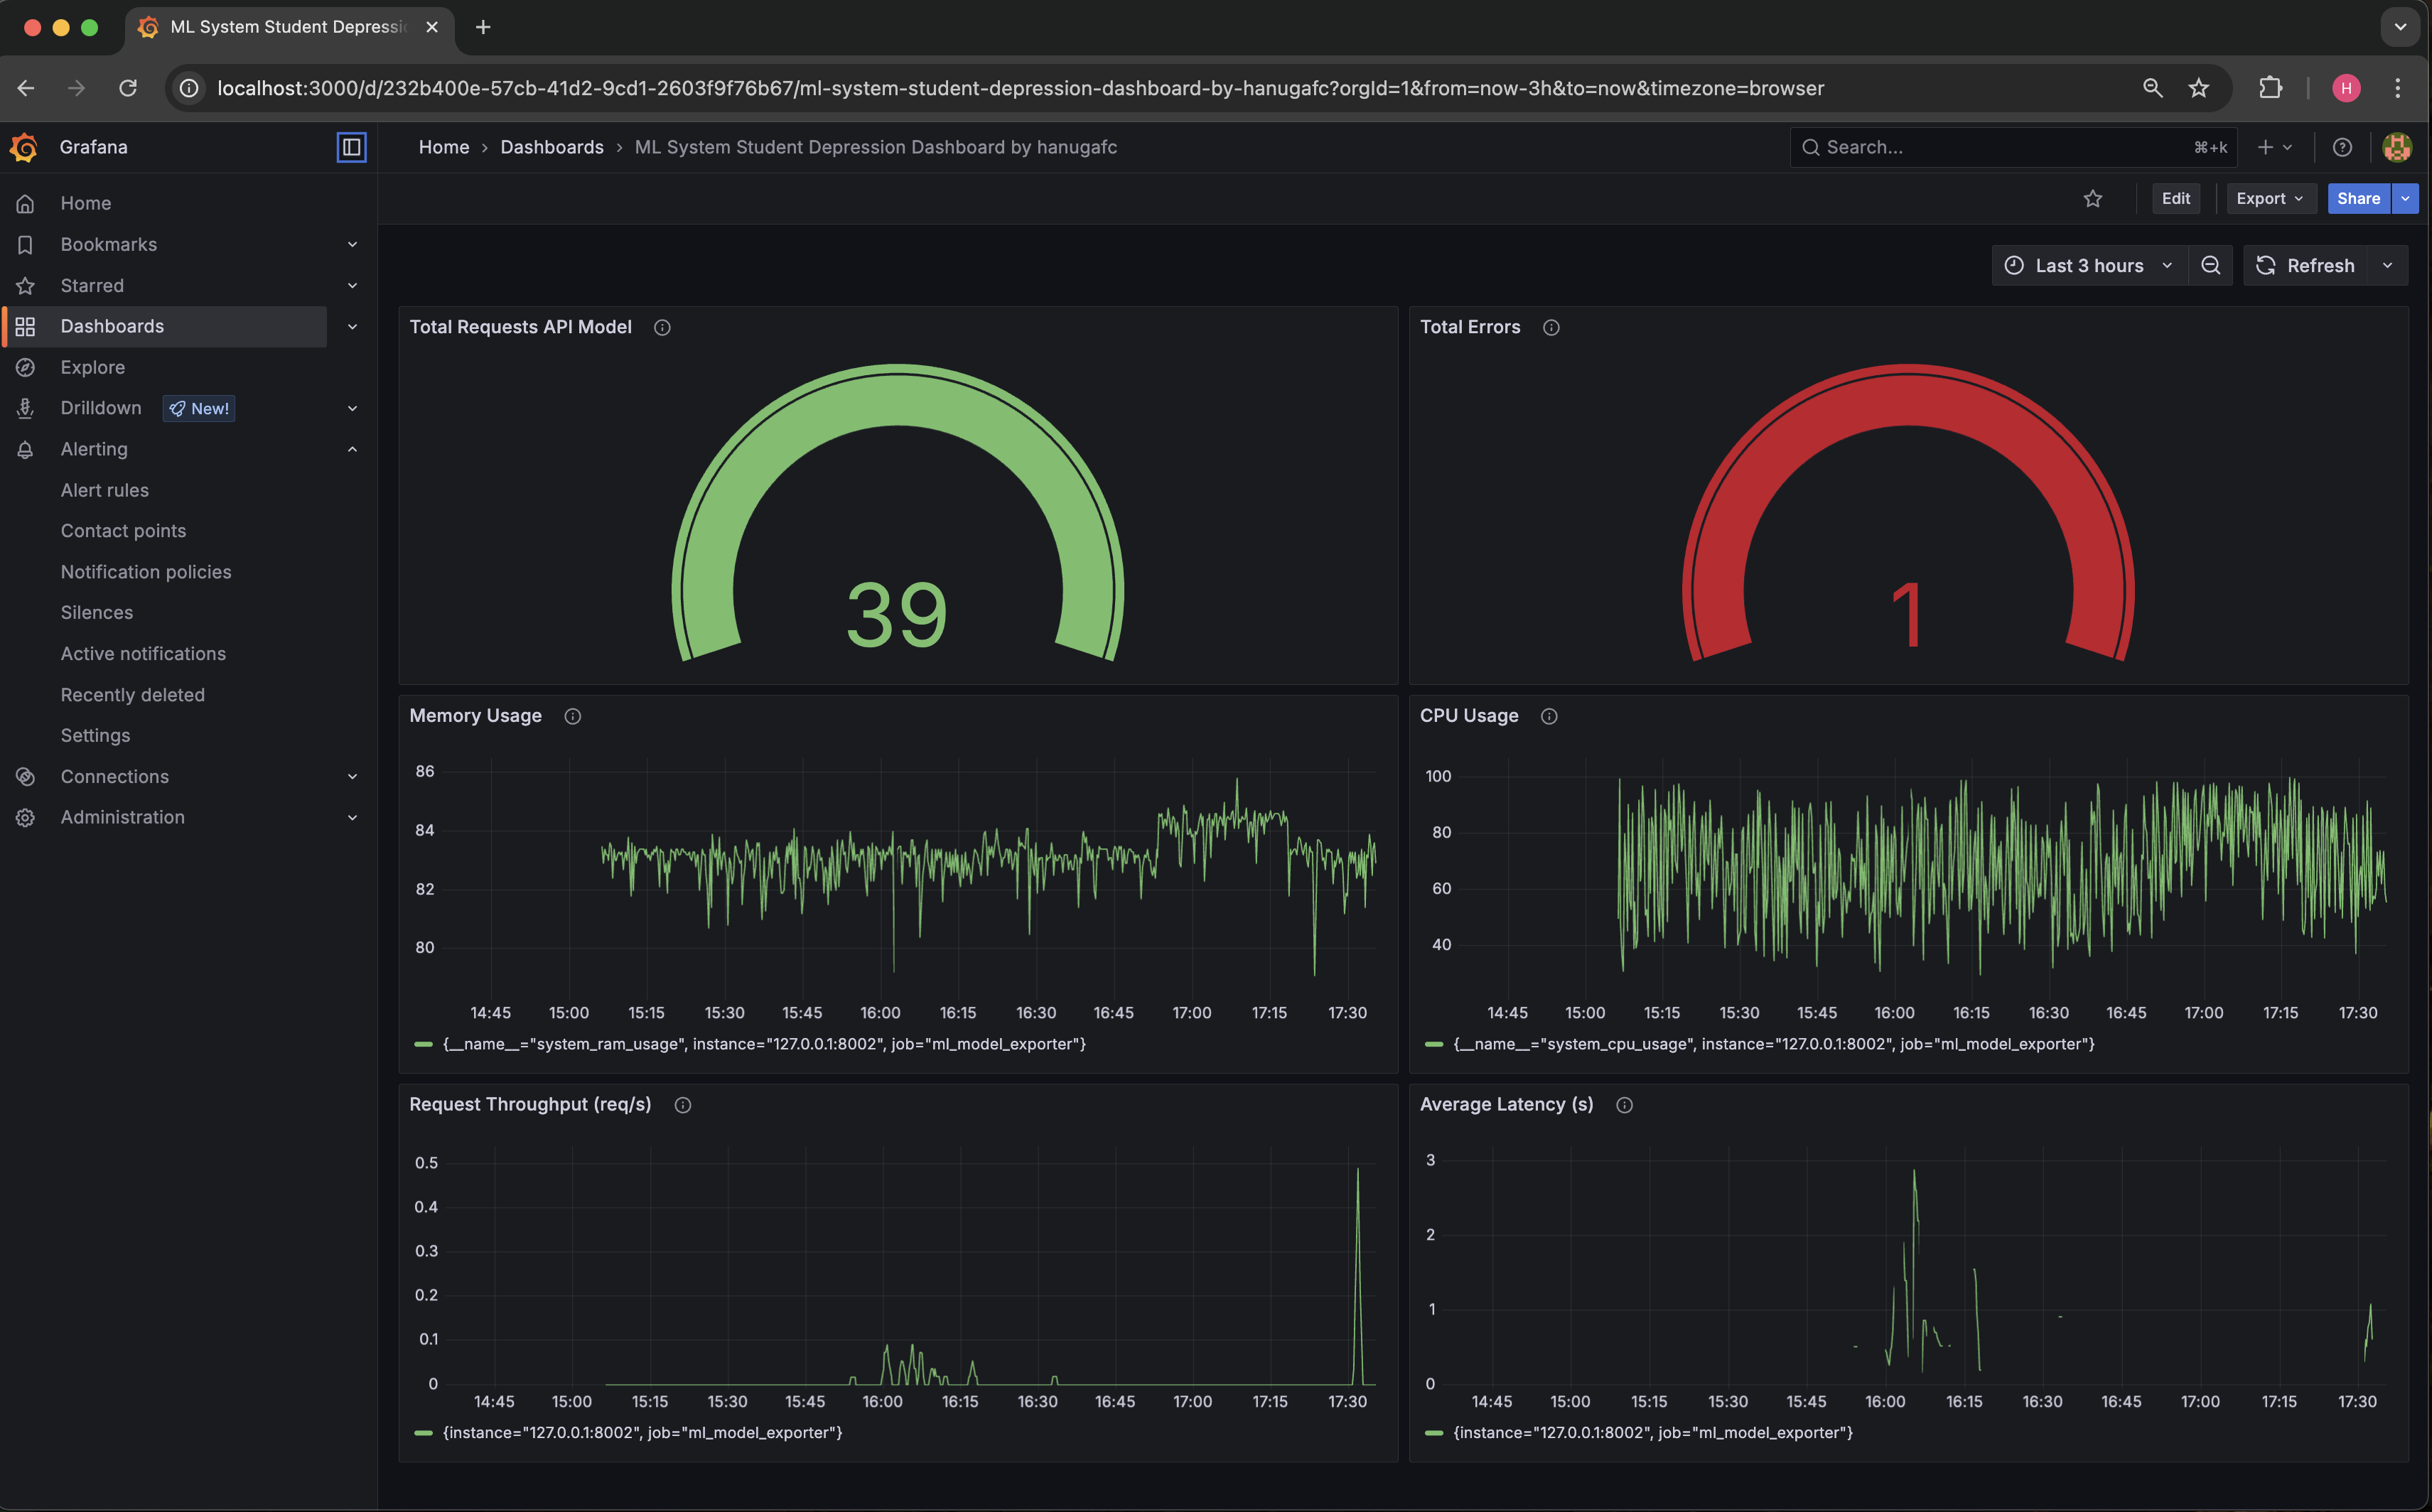 ML System Student Depressic
localhost:3000/d/232b400e-57cb-41d2-9cd1-2603f9f76b67/ml-system-student-depression-dashboard-by-hanugafc?orgId=1&from=now-3h&to=now&timezone=browser
H
Grafana
Home › Dashboards › ML System Student Depression Dashboard by hanugafc
Search... ⌘+k
Edit Export Share
Home
Bookmarks
Starred
Dashboards
Explore
Drilldown New!
Alerting
Alert rules
Contact points
Notification policies
Silences
Active notifications
Recently deleted
Settings
Connections
Administration
Last 3 hours Refresh
Total Requests API Model
39
Total Errors
1
Memory Usage
86
84
82
80
14:45 15:00 15:15 15:30 15:45 16:00 16:15 16:30 16:45 17:00 17:15 17:30
{__name__="system_ram_usage", instance="127.0.0.1:8002", job="ml_model_exporter"}
CPU Usage
100
80
60
40
14:45 15:00 15:15 15:30 15:45 16:00 16:15 16:30 16:45 17:00 17:15 17:30
{__name__="system_cpu_usage", instance="127.0.0.1:8002", job="ml_model_exporter"}
Request Throughput (req/s)
0.5
0.4
0.3
0.2
0.1
0
14:45 15:00 15:15 15:30 15:45 16:00 16:15 16:30 16:45 17:00 17:15 17:30
{instance="127.0.0.1:8002", job="ml_model_exporter"}
Average Latency (s)
3
2
1
0
14:45 15:00 15:15 15:30 15:45 16:00 16:15 16:30 16:45 17:00 17:15 17:30
{instance="127.0.0.1:8002", job="ml_model_exporter"}